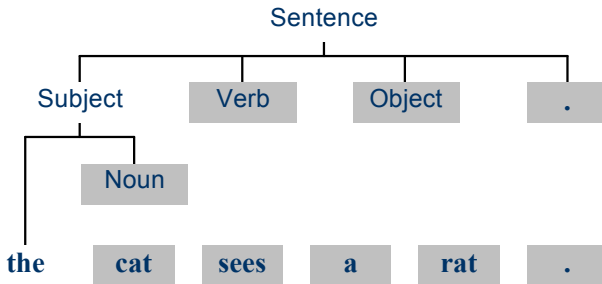 Sentence
Subject Verb Object .
Noun
the cat sees a rat .